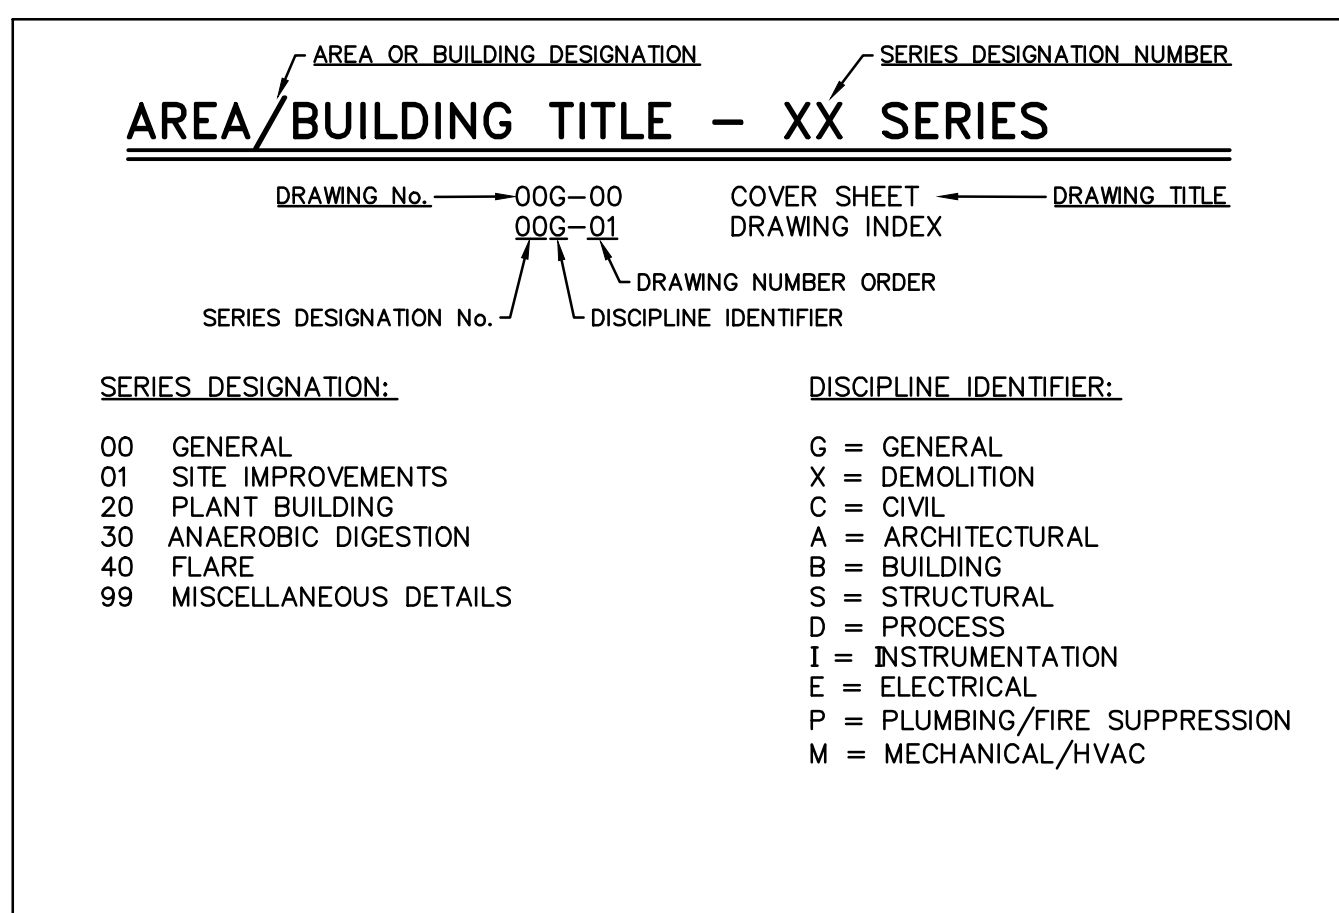 AREA OR BUILDING DESIGNATION SERIES DESIGNATION NUMBER
AREA/BUILDING TITLE - XX SERIES
DRAWING No. 00G-00 COVER SHEET DRAWING TITLE
00G-01 DRAWING INDEX
DRAWING NUMBER ORDER
SERIES DESIGNATION No. DISCIPLINE IDENTIFIER
SERIES DESIGNATION:
00 GENERAL
01 SITE IMPROVEMENTS
20 PLANT BUILDING
30 ANAEROBIC DIGESTION
40 FLARE
99 MISCELLANEOUS DETAILS
DISCIPLINE IDENTIFIER:
G = GENERAL
X = DEMOLITION
C = CIVIL
A = ARCHITECTURAL
B = BUILDING
S = STRUCTURAL
D = PROCESS
I = INSTRUMENTATION
E = ELECTRICAL
P = PLUMBING/FIRE SUPPRESSION
M = MECHANICAL/HVAC